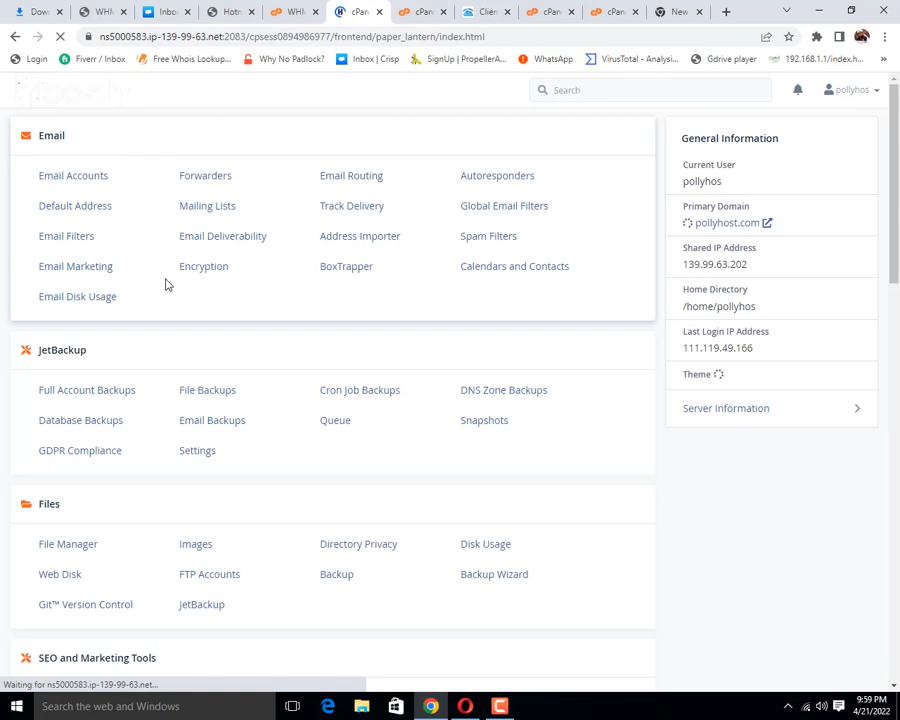 Down
WHM
Inbo
Hotm
WHM
cPan
cPan
Clien
cPan
cPan
New
ns5000583.ip-139-99-63.net:2083/cpsess0894986977/frontend/paper_lantern/index.html
Login
Fiverr / Inbox
Free Whois Lookup...
Why No Padlock?
Inbox | Crisp
SignUp | PropellerA...
WhatsApp
VirusTotal - Analysi...
Gdrive player
192.168.1.1/index.h...
»
Search
pollyhos
Email
Email Accounts
Forwarders
Email Routing
Autoresponders
Default Address
Mailing Lists
Track Delivery
Global Email Filters
Email Filters
Email Deliverability
Address Importer
Spam Filters
Email Marketing
Encryption
BoxTrapper
Calendars and Contacts
Email Disk Usage
General Information
Current User
pollyhos
Primary Domain
pollyhost.com
Shared IP Address
139.99.63.202
Home Directory
/home/pollyhos
Last Login IP Address
111.119.49.166
Theme
Server Information
JetBackup
Full Account Backups
File Backups
Cron Job Backups
DNS Zone Backups
Database Backups
Email Backups
Queue
Snapshots
GDPR Compliance
Settings
Files
File Manager
Images
Directory Privacy
Disk Usage
Web Disk
FTP Accounts
Backup
Backup Wizard
Git™ Version Control
JetBackup
SEO and Marketing Tools
Waiting for ns5000583.ip-139-99-63.net...
Search the web and Windows
9:59 PM
4/21/2022